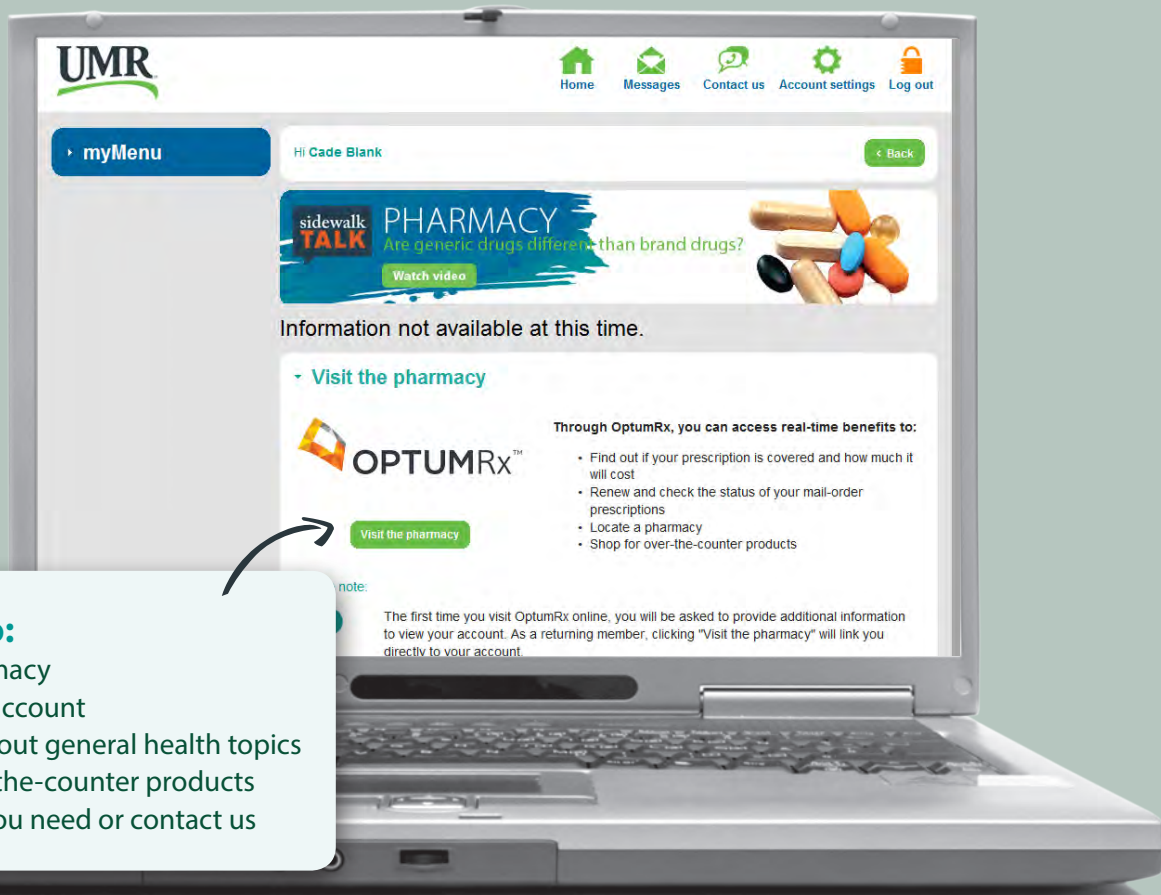 UMR
Home
Messages
Contact us
Account settings
Log out
myMenu
Hi Cade Blank
‹ Back
sidewalk
TALK
PHARMACY
Are generic drugs different than brand drugs?
Watch video
Information not available at this time.
Visit the pharmacy
OPTUMRx™
Visit the pharmacy
Through OptumRx, you can access real-time benefits to:
• Find out if your prescription is covered and how much it
will cost
• Renew and check the status of your mail-order
prescriptions
• Locate a pharmacy
• Shop for over-the-counter products
note:
The first time you visit OptumRx online, you will be asked to provide additional information
to view your account. As a returning member, clicking "Visit the pharmacy" will link you
directly to your account.
general health topics
the-counter products
need or contact us